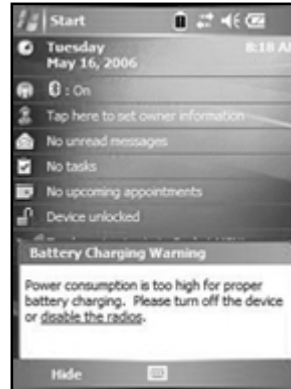 Start
Tuesday 8:18 AM
May 16, 2006
: On
Tap here to set owner information
No unread messages
No tasks
No upcoming appointments
Device unlocked
Battery Charging Warning
Power consumption is too high for proper
battery charging. Please turn off the device
or disable the radios.
Hide